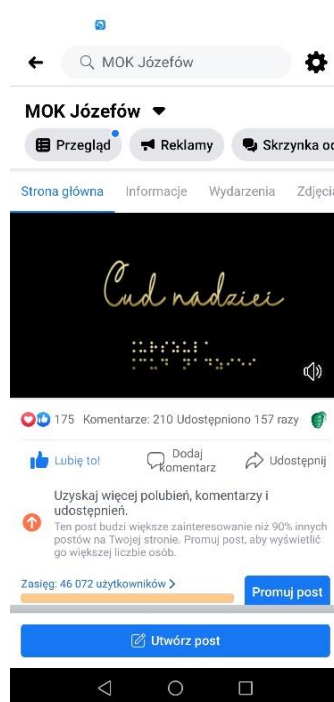 MOK Józefów
MOK Józefów
Przegląd Reklamy Skrzynka od
Strona główna Informacje Wydarzenia Zdjęcia
Cud nadziei
175 Komentarze: 210 Udostępniono 157 razy
Lubię to! Dodaj komentarz Udostępnij
Uzyskaj więcej polubień, komentarzy i
udostępnień.
Ten post budzi większe zainteresowanie niż 90% innych
postów na Twojej stronie. Promuj post, aby wyświetlić
go większej liczbie osób.
Zasięg: 46 072 użytkowników
Promuj post
Utwórz post